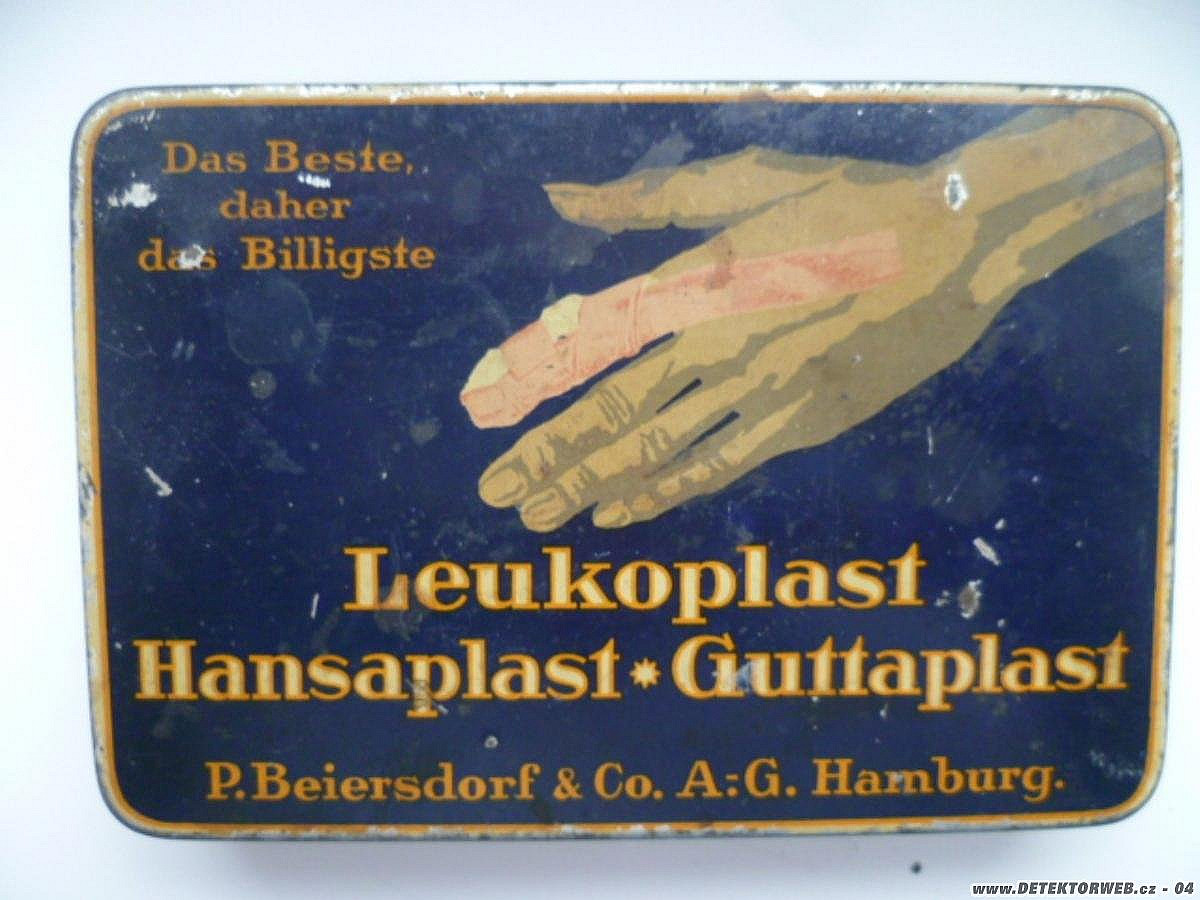 Das Beste,
daher
das Billigste
Leukoplast
Hansaplast * Guttaplast
P. Beiersdorf & Co. A.=G. Hamburg.
www.DETEKTORWEB.cz - 04